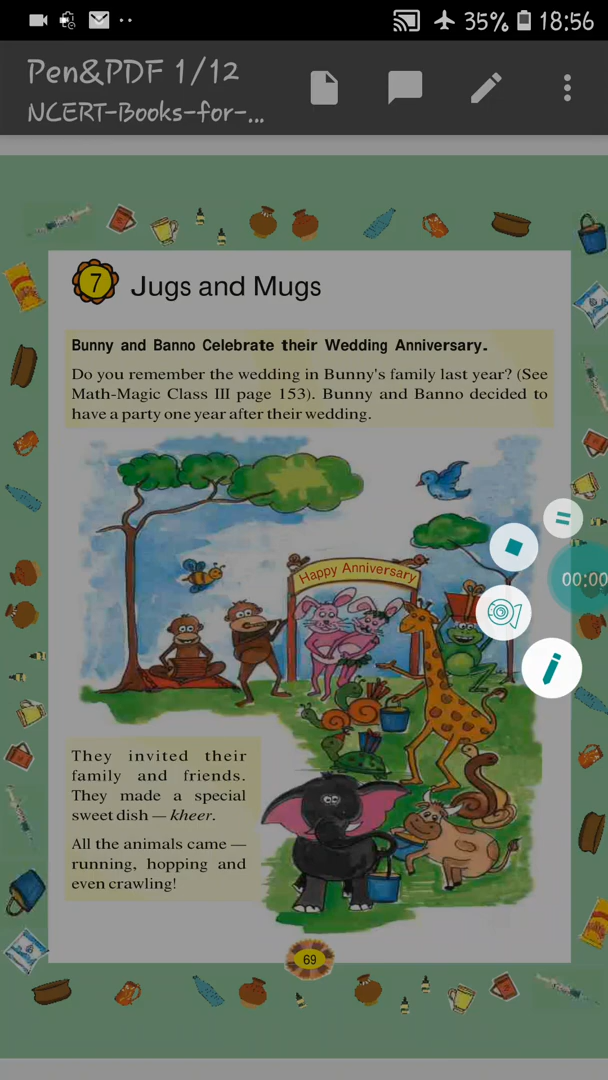 35% 18:56
Pen&PDF 1/12
NCERT-Books-for-...
7 Jugs and Mugs
Bunny and Banno Celebrate their Wedding Anniversary.
Do you remember the wedding in Bunny's family last year? (See
Math-Magic Class III page 153). Bunny and Banno decided to
have a party one year after their wedding.
Happy Anniversary
00:00
They invited their
family and friends.
They made a special
sweet dish — kheer.
All the animals came —
running, hopping and
even crawling!
69